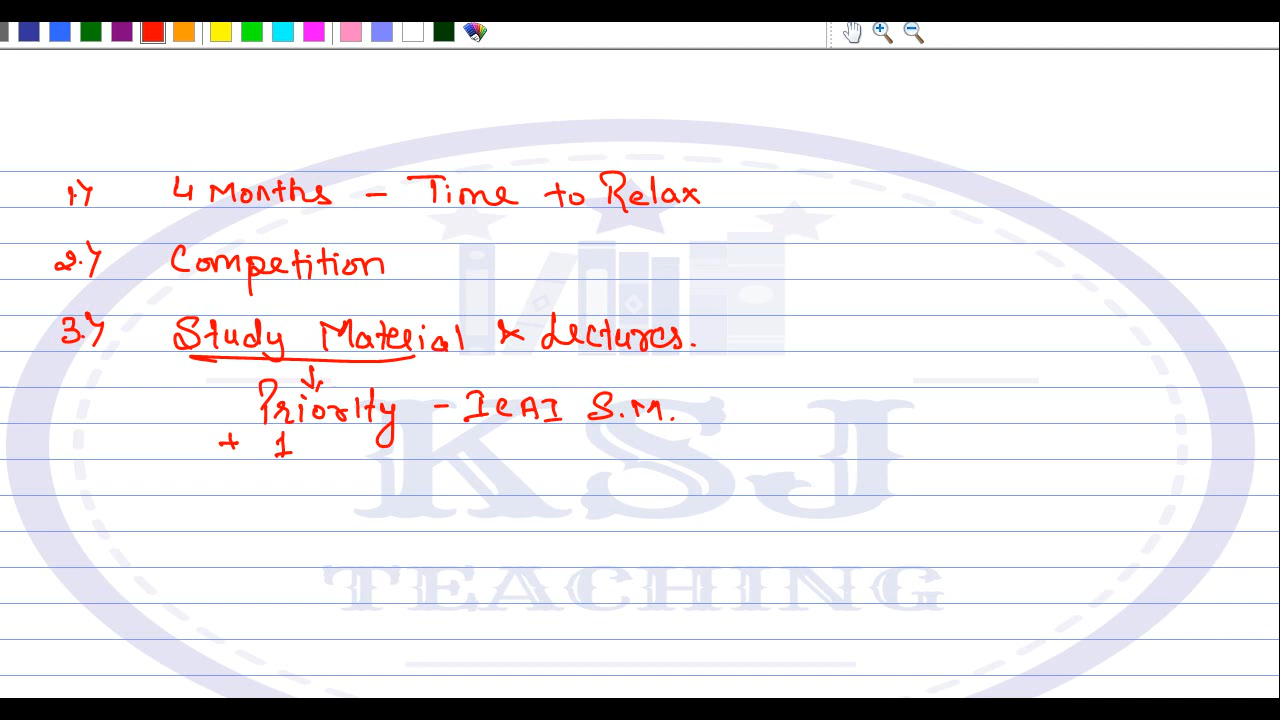 1.) 4 Months - Time to Relax
2.) Competition
3.) Study Material & Lectures.
Priority - ICAI S.M.
+ 1
KSJ
TEACHING